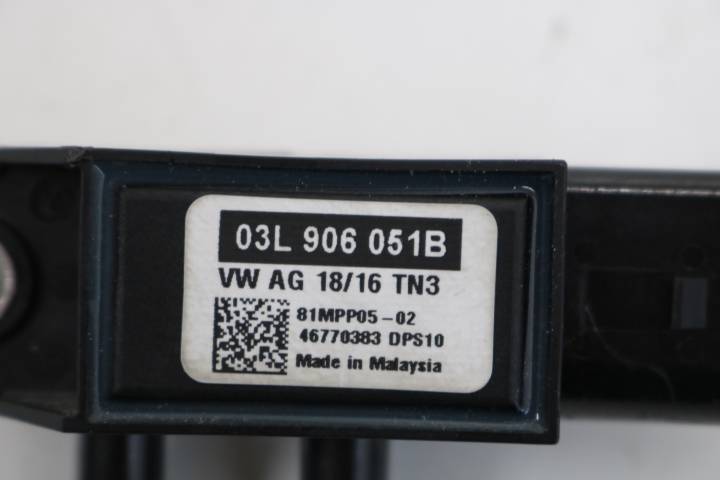 03L 906 051B
VW AG 18/16 TN3
81MPP05-02
46770383 DPS10
Made in Malaysia